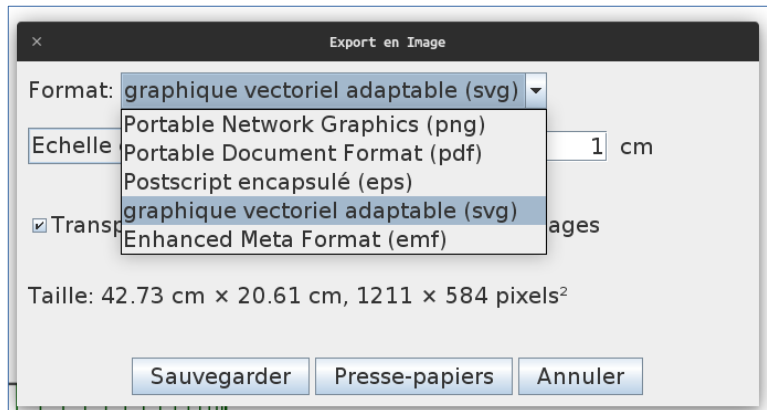 Export en Image
Format: graphique vectoriel adaptable (svg)
Portable Network Graphics (png)
Echelle
1 cm
Portable Document Format (pdf)
Postscript encapsulé (eps)
graphique vectoriel adaptable (svg)
Enhanced Meta Format (emf)
Taille: 42.73 cm × 20.61 cm, 1211 × 584 pixels²
Sauvegarder Presse-papiers Annuler